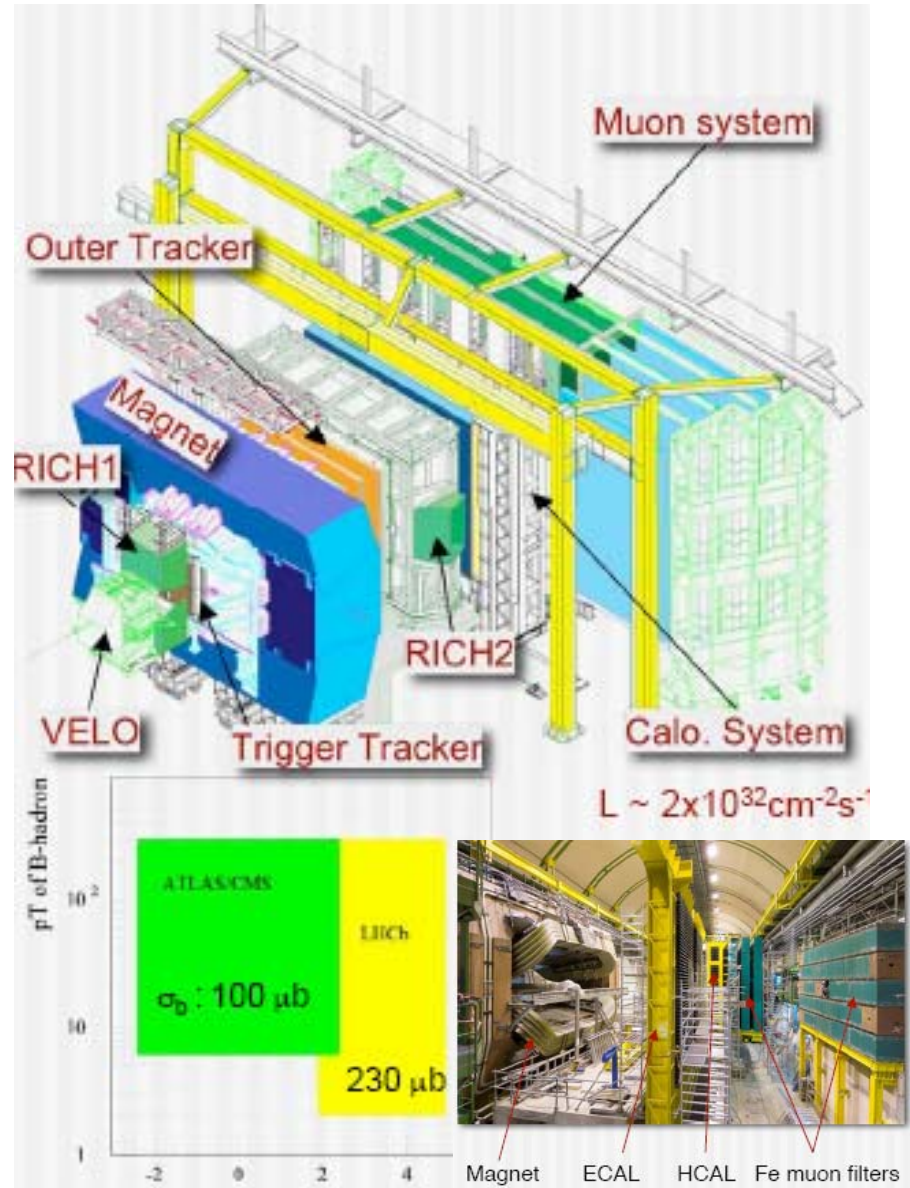 Muon system
Outer Tracker
Magnet
RICH1
RICH2
VELO
Trigger Tracker
Calo. System
L ~ 2x10³²cm⁻²s⁻¹
pT of B-hadron
10²
10
1
ATLAS/CMS
σb : 100 μb
LHCb
230 μb
-2 0 2 4
Magnet ECAL HCAL Fe muon filters